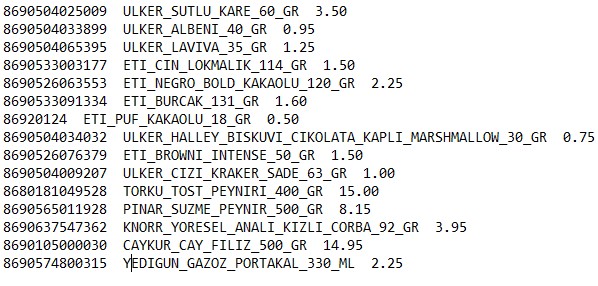 8690504025009  ULKER_SUTLU_KARE_60_GR  3.50
8690504033899  ULKER_ALBENI_40_GR  0.95
8690504065395  ULKER_LAVIVA_35_GR  1.25
8690533003177  ETI_CIN_LOKMALIK_114_GR  1.50
8690526063553  ETI_NEGRO_BOLD_KAKAOLU_120_GR  2.25
8690533091334  ETI_BURCAK_131_GR  1.60
86920124  ETI_PUF_KAKAOLU_18_GR  0.50
8690504034032  ULKER_HALLEY_BISKUVI_CIKOLATA_KAPLI_MARSHMALLOW_30_GR  0.75
8690526076379  ETI_BROWNI_INTENSE_50_GR  1.50
8690504009207  ULKER_CIZI_KRAKER_SADE_63_GR  1.00
8680181049528  TORKU_TOST_PEYNIRI_400_GR  15.00
8690565011928  PINAR_SUZME_PEYNIR_500_GR  8.15
8690637547362  KNORR_YORESEL_ANALI_KIZLI_CORBA_92_GR  3.95
8690105000030  CAYKUR_CAY_FILIZ_500_GR  14.95
8690574800315  YEDIGUN_GAZOZ_PORTAKAL_330_ML  2.25